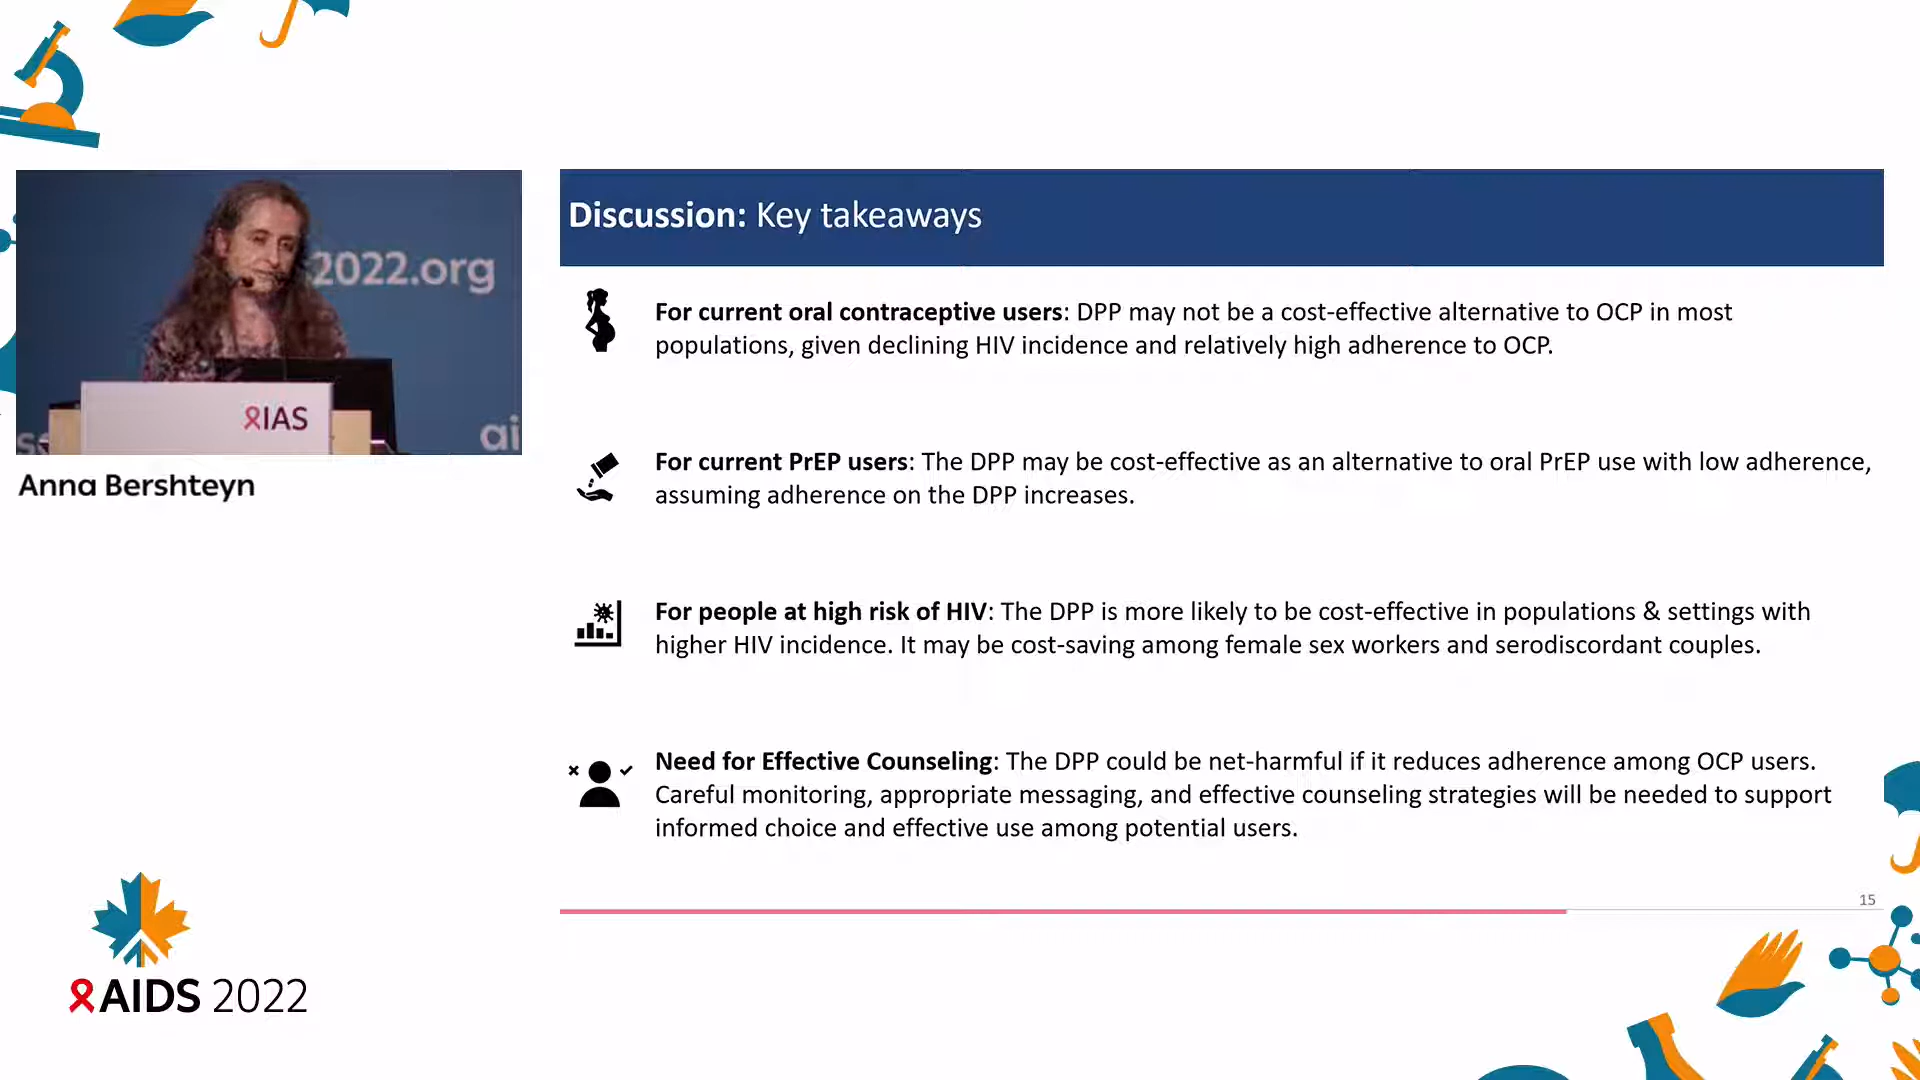 2022.org
IAS
ai
Anna Bershteyn
Discussion: Key takeaways
For current oral contraceptive users: DPP may not be a cost-effective alternative to OCP in most
populations, given declining HIV incidence and relatively high adherence to OCP.
For current PrEP users: The DPP may be cost-effective as an alternative to oral PrEP use with low adherence,
assuming adherence on the DPP increases.
For people at high risk of HIV: The DPP is more likely to be cost-effective in populations & settings with
higher HIV incidence. It may be cost-saving among female sex workers and serodiscordant couples.
Need for Effective Counseling: The DPP could be net-harmful if it reduces adherence among OCP users.
Careful monitoring, appropriate messaging, and effective counseling strategies will be needed to support
informed choice and effective use among potential users.
15
AIDS 2022